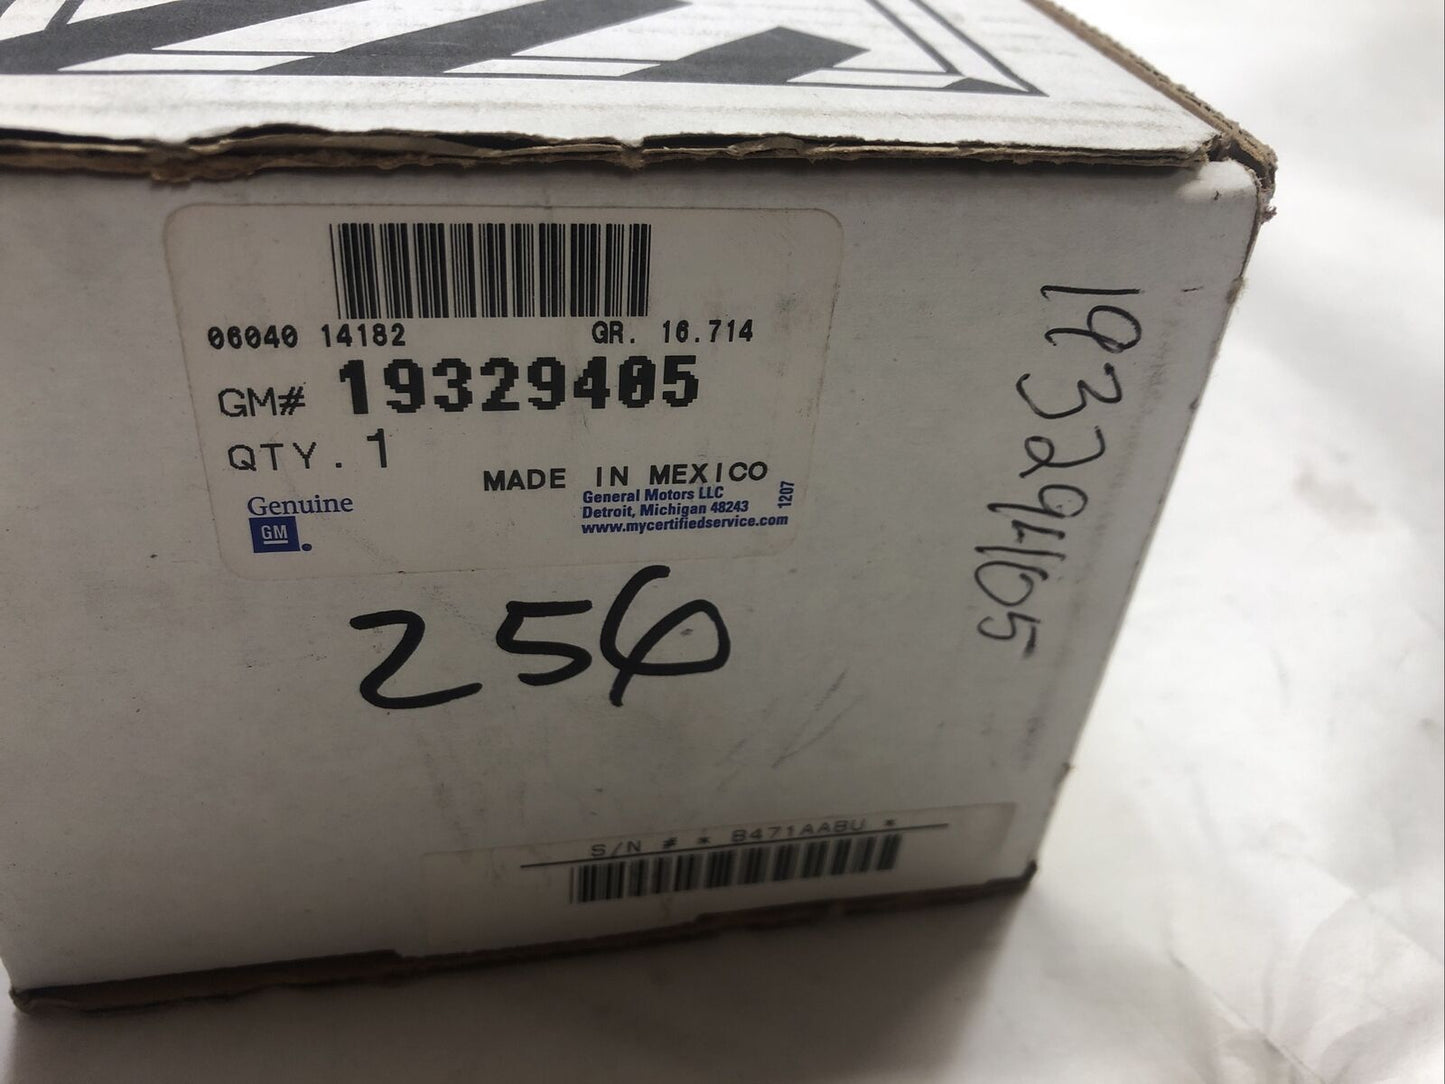 06040 14182 GR. 16.714
GM# 19329405
QTY. 1
MADE IN MEXICO
Genuine
GM
General Motors LLC
Detroit, Michigan 48243
www.mycertifiedservice.com
1207
256
19329405
S/N # * B471AABU *